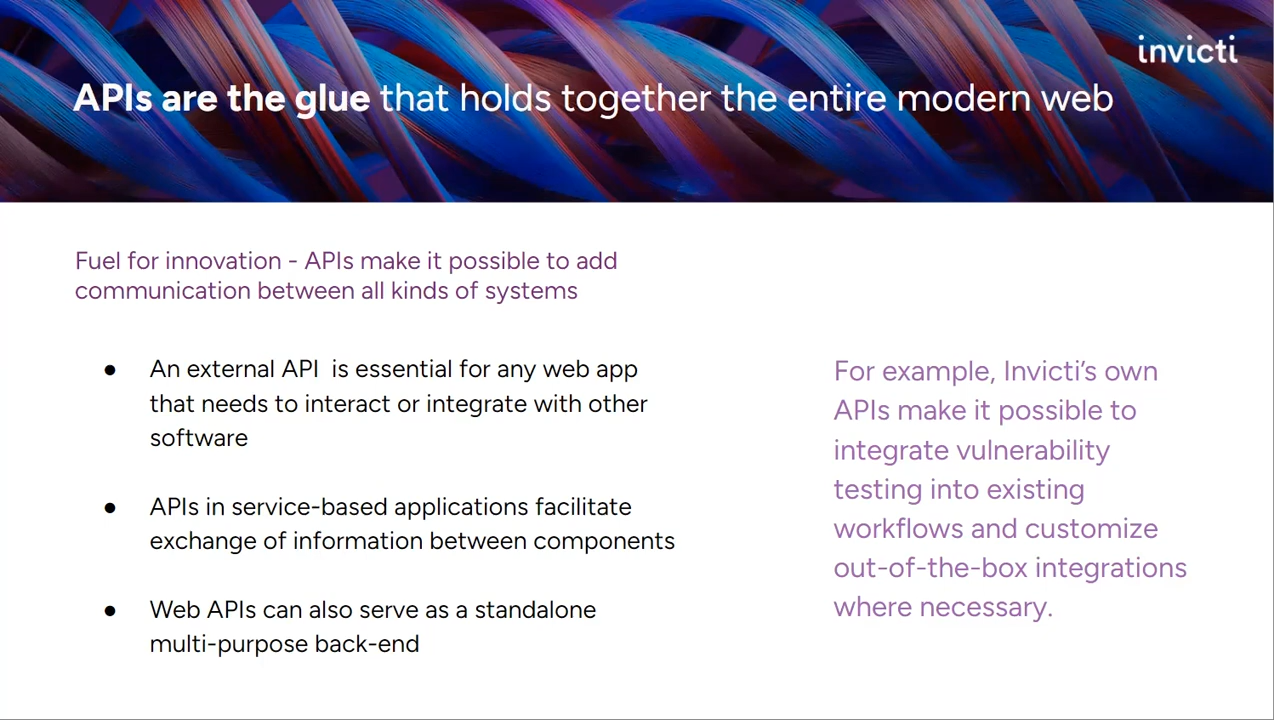 invicti
APIs are the glue that holds together the entire modern web
Fuel for innovation - APIs make it possible to add
communication between all kinds of systems
● An external API  is essential for any web app
that needs to interact or integrate with other
software
● APIs in service-based applications facilitate
exchange of information between components
● Web APIs can also serve as a standalone
multi-purpose back-end
For example, Invicti’s own
APIs make it possible to
integrate vulnerability
testing into existing
workflows and customize
out-of-the-box integrations
where necessary.